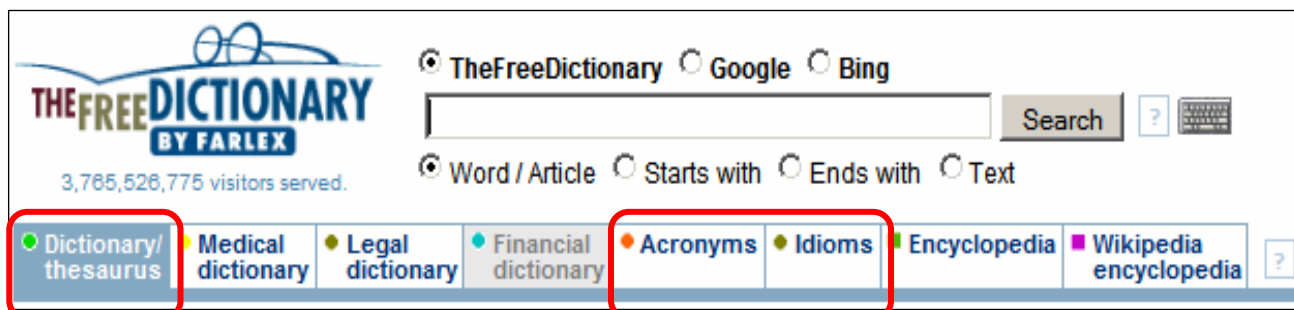 TheFreeDictionary Google Bing
THE FREE DICTIONARY
BY FARLEX
Search ?
3,765,526,775 visitors served.
Word / Article Starts with Ends with Text
Dictionary/ thesaurus
Medical dictionary
Legal dictionary
Financial dictionary
Acronyms
Idioms
Encyclopedia
Wikipedia encyclopedia
?